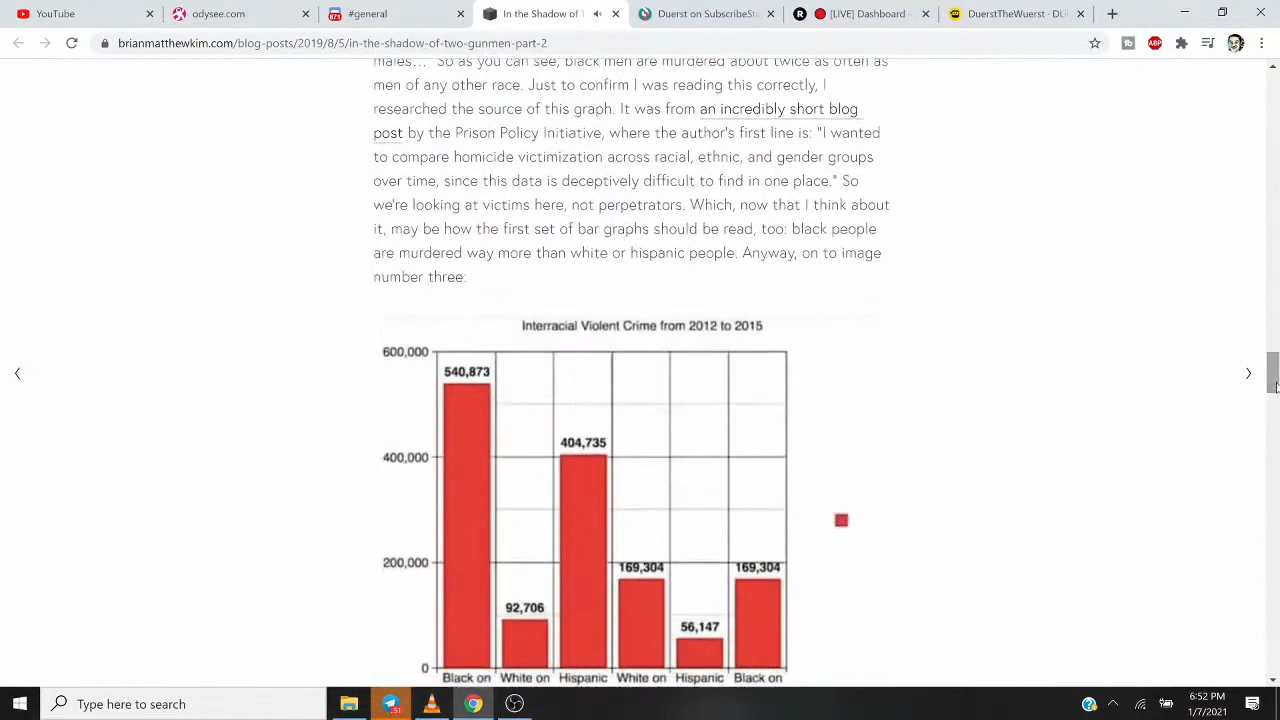 YouTube
odysee.com
#general
In the Shadow of T
Duerst on SubscribeSt
[LIVE] Dashboard -
DuerstTheWuerst - DLi
brianmatthewkim.com/blog-posts/2019/8/5/in-the-shadow-of-two-gunmen-part-2
males..." So as you can see, black men are murdered about twice as often as
men of any other race. Just to confirm I was reading this correctly, I
researched the source of this graph. It was from an incredibly short blog
post by the Prison Policy Initiative, where the author's first line is: "I wanted
to compare homicide victimization across racial, ethnic, and gender groups
over time, since this data is deceptively difficult to find in one place." So
we're looking at victims here, not perpetrators. Which, now that I think about
it, may be how the first set of bar graphs should be read, too: black people
are murdered way more than white or hispanic people. Anyway, on to image
number three:
Interracial Violent Crime from 2012 to 2015
600,000
540,873
404,735
400,000
200,000
169,304
169,304
92,706
56,147
0
Black on
White on
Hispanic
White on
Hispanic
Black on
Type here to search
6:52 PM
1/7/2021